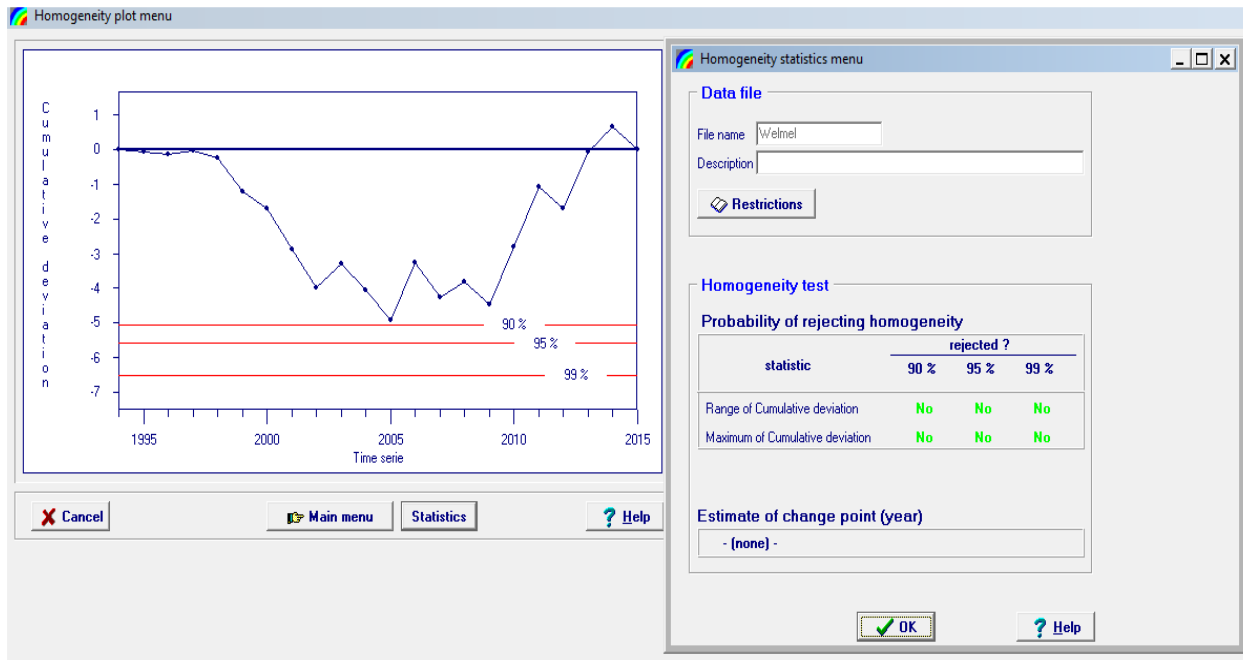 Homogeneity plot menu
Cumulative deviation
1
0
-1
-2
-3
-4
-5
-6
-7
90 %
95 %
99 %
1995 2000 2005 2010 2015
Time serie
Cancel
Main menu
Statistics
? Help
Homogeneity statistics menu
Data file
File name Welmel
Description
Restrictions
Homogeneity test
Probability of rejecting homogeneity
rejected ?
statistic 90 % 95 % 99 %
Range of Cumulative deviation No No No
Maximum of Cumulative deviation No No No
Estimate of change point (year)
- (none) -
OK
? Help